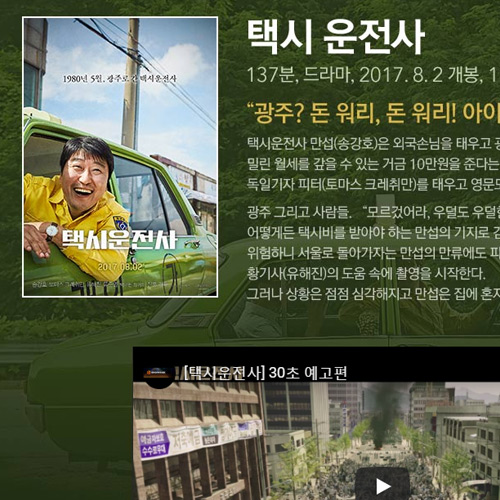 택시 운전사
137분, 드라마, 2017. 8. 2 개봉, 1
1980년 5월, 광주로 간 택시운전사
“광주? 돈 워리, 돈 워리! 아이
택시운전사 만섭(송강호)은 외국손님을 태우고 광
밀린 월세를 갚을 수 있는 거금 10만원을 준다는
독일기자 피터(토마스 크레취만)를 태우고 영문도
광주 그리고 사람들. “모르겄어라, 우덜도 우덜한
어떻게든 택시비를 받아야 하는 만섭의 기지로 검
위험하니 서울로 돌아가자는 만섭의 만류에도 피
황기사(유해진)의 도움 속에 촬영을 시작한다.
그러나 상황은 점점 심각해지고 만섭은 집에 혼자
택시운전사
2017.08.02
[택시운전사] 30초 예고편